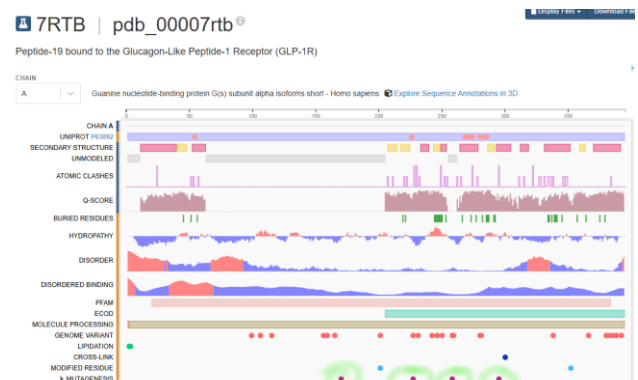 7RTB | pdb_00007rtb
Display Files Download File
Peptide-19 bound to the Glucagon-Like Peptide-1 Receptor (GLP-1R)
H
CHAIN
A Guanine nucleotide-binding protein G(s) subunit alpha isoforms short - Homo sapiens Explore Sequence Annotations in 3D
0 50 100 150 200 250
CHAIN A
UNIPROT P63092
SECONDARY STRUCTURE
UNMODELED
ATOMIC CLASHES
Q-SCORE
BURIED RESIDUES
HYDROPATHY
DISORDER
DISORDERED BINDING
PFAM
ECOD
MOLECULE PROCESSING
GENOME VARIANT
LIPIDATION
CROSS-LINK
MODIFIED RESIDUE
MUTAGENESIS